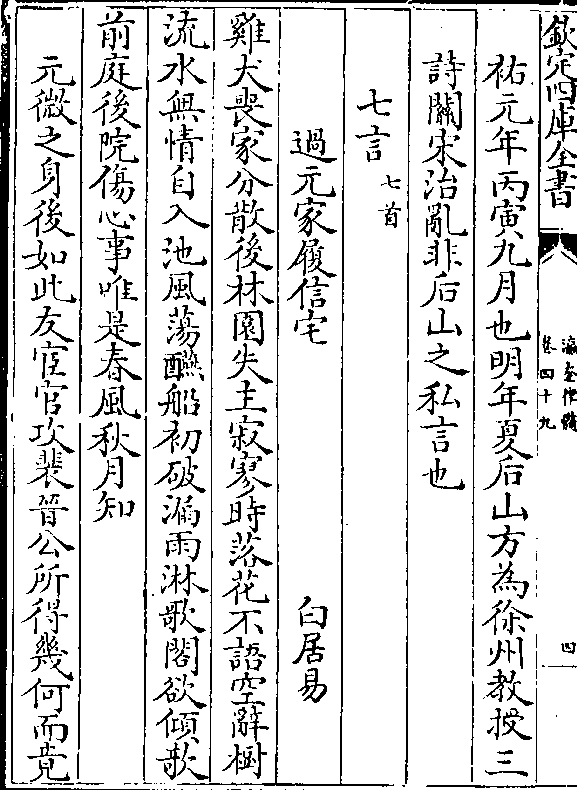 欽定四庫全書
瀛奎律髓
卷四十九
四
祐元年丙寅九月也明年夏后山方為徐州教授三
詩關宋治亂非后山之私言也
七言七首
過元家履信宅 白居易
雞犬喪家分散後林園失主寂寥時落花不語空辭樹
流水無情自入池風蕩醼船初破漏雨淋歌閣欲傾欹
前庭後院傷心事唯是春風秋月知
元微之身後如此友宦官攻裴晉公所得幾何而竟